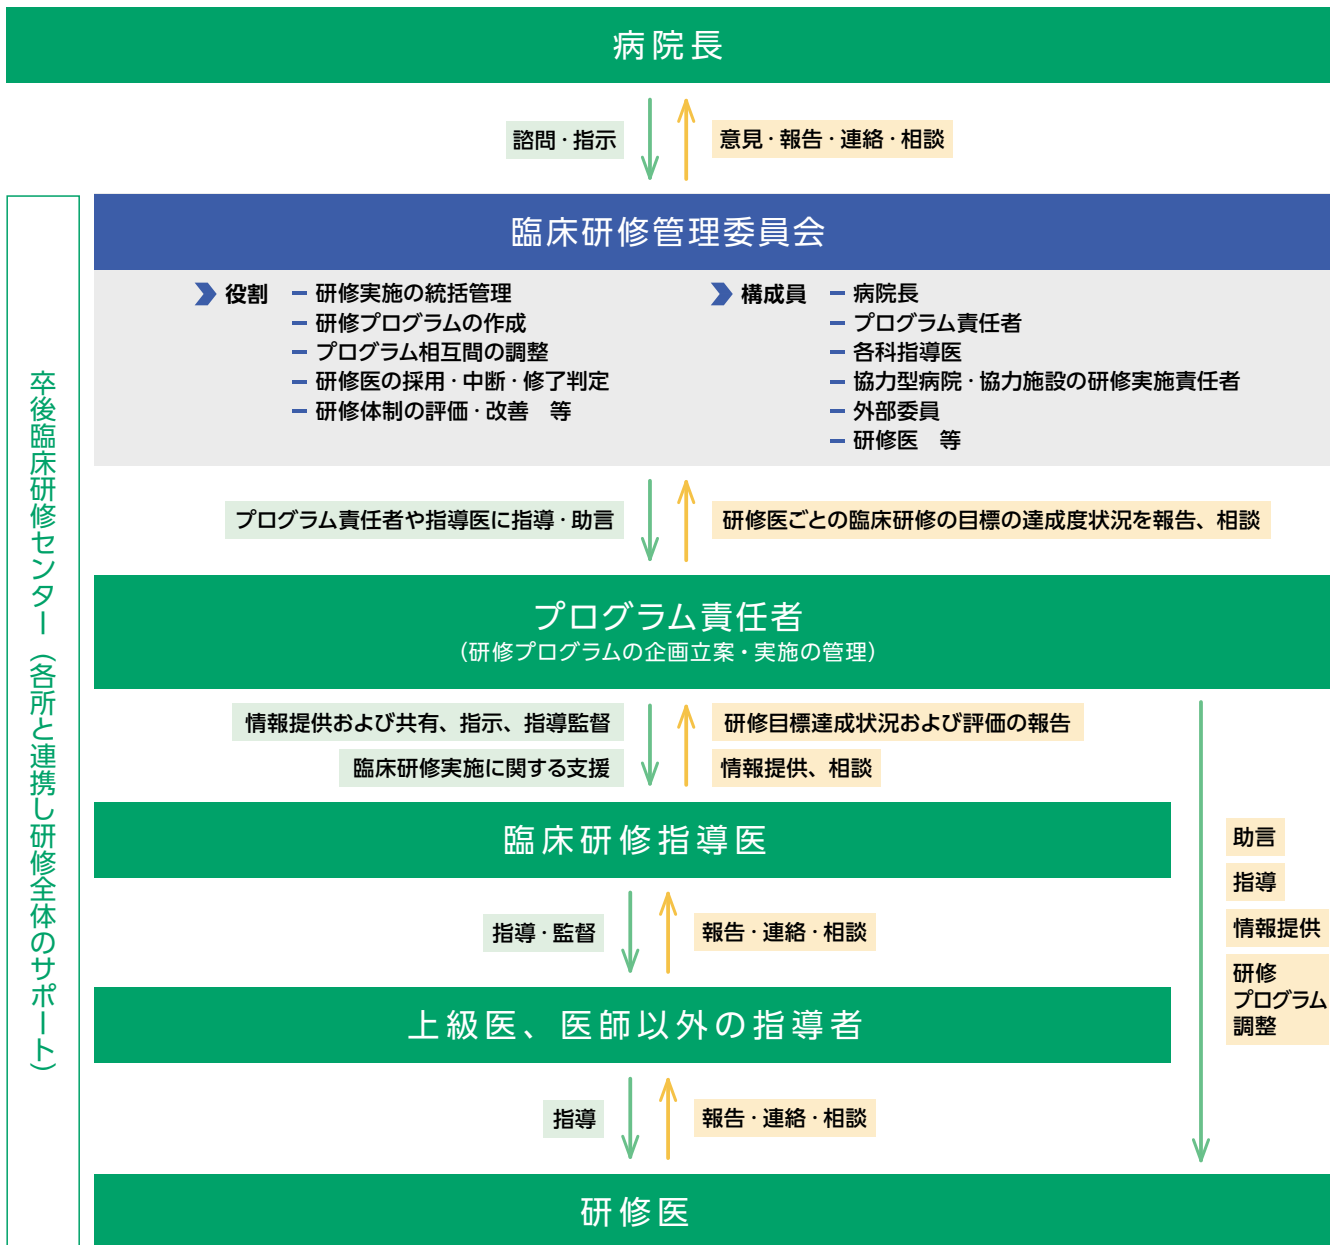 病院長
諮問・指示
意見・報告・連絡・相談
卒後臨床研修センター（各所と連携し研修全体のサポート）
臨床研修管理委員会
役割
研修実施の統括管理
研修プログラムの作成
プログラム相互間の調整
研修医の採用・中断・修了判定
研修体制の評価・改善　等
構成員
病院長
プログラム責任者
各科指導医
協力型病院・協力施設の研修実施責任者
外部委員
研修医　等
プログラム責任者や指導医に指導・助言
研修医ごとの臨床研修の目標の達成度状況を報告、相談
プログラム責任者
（研修プログラムの企画立案・実施の管理）
情報提供および共有、指示、指導監督
臨床研修実施に関する支援
研修目標達成状況および評価の報告
情報提供、相談
臨床研修指導医
指導・監督
報告・連絡・相談
上級医、医師以外の指導者
指導
報告・連絡・相談
助言
指導
情報提供
研修
プログラム
調整
研修医